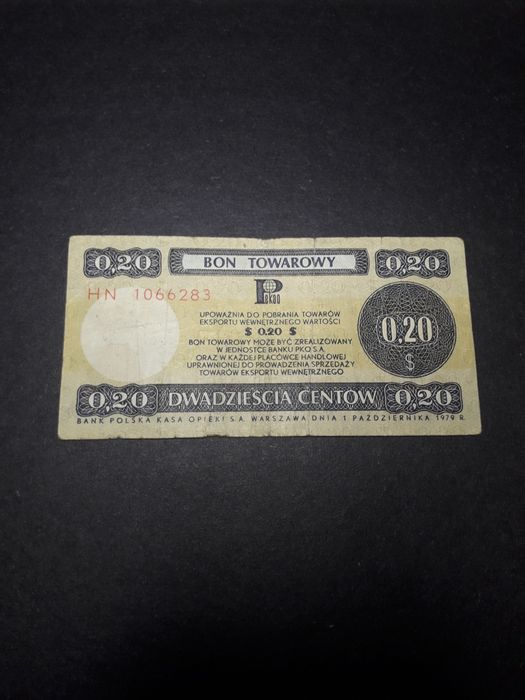 0,20 BON TOWAROWY 0,20
HN 1066283
Pekao
UPOWAŻNIA DO POBRANIA TOWARÓW
EKSPORTU WEWNĘTRZNEGO WARTOŚCI
$ 0.20 $
BON TOWAROWY MOŻE BYĆ ZREALIZOWANY
W JEDNOSTCE BANKU PKO S.A.
ORAZ W KAŻDEJ PLACÓWCE HANDLOWEJ
UPRAWNIONEJ DO PROWADZENIA SPRZEDAŻY
TOWARÓW EKSPORTU WEWNĘTRZNEGO
0.20
$
0,20 DWADZIEŚCIA CENTÓW 0,20
BANK POLSKA KASA OPIEKI S.A. WARSZAWA DNIA 1 PAŹDZIERNIKA 1979 R.